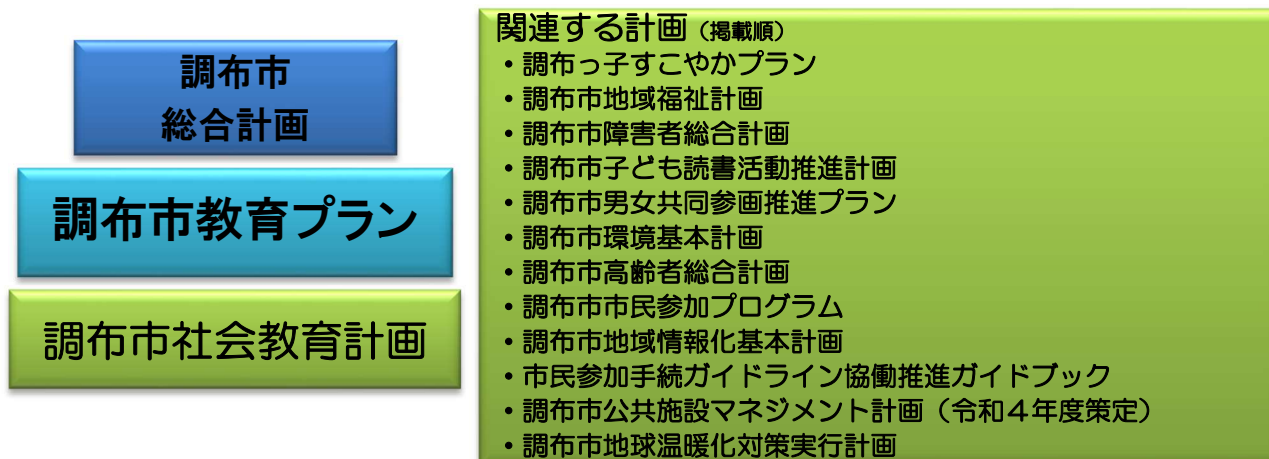 調布市
総合計画
調布市教育プラン
調布市社会教育計画
関連する計画（掲載順）
・調布っ子すこやかプラン
・調布市地域福祉計画
・調布市障害者総合計画
・調布市子ども読書活動推進計画
・調布市男女共同参画推進プラン
・調布市環境基本計画
・調布市高齢者総合計画
・調布市市民参加プログラム
・調布市地域情報化基本計画
・市民参加手続ガイドライン協働推進ガイドブック
・調布市公共施設マネジメント計画（令和４年度策定）
・調布市地球温暖化対策実行計画